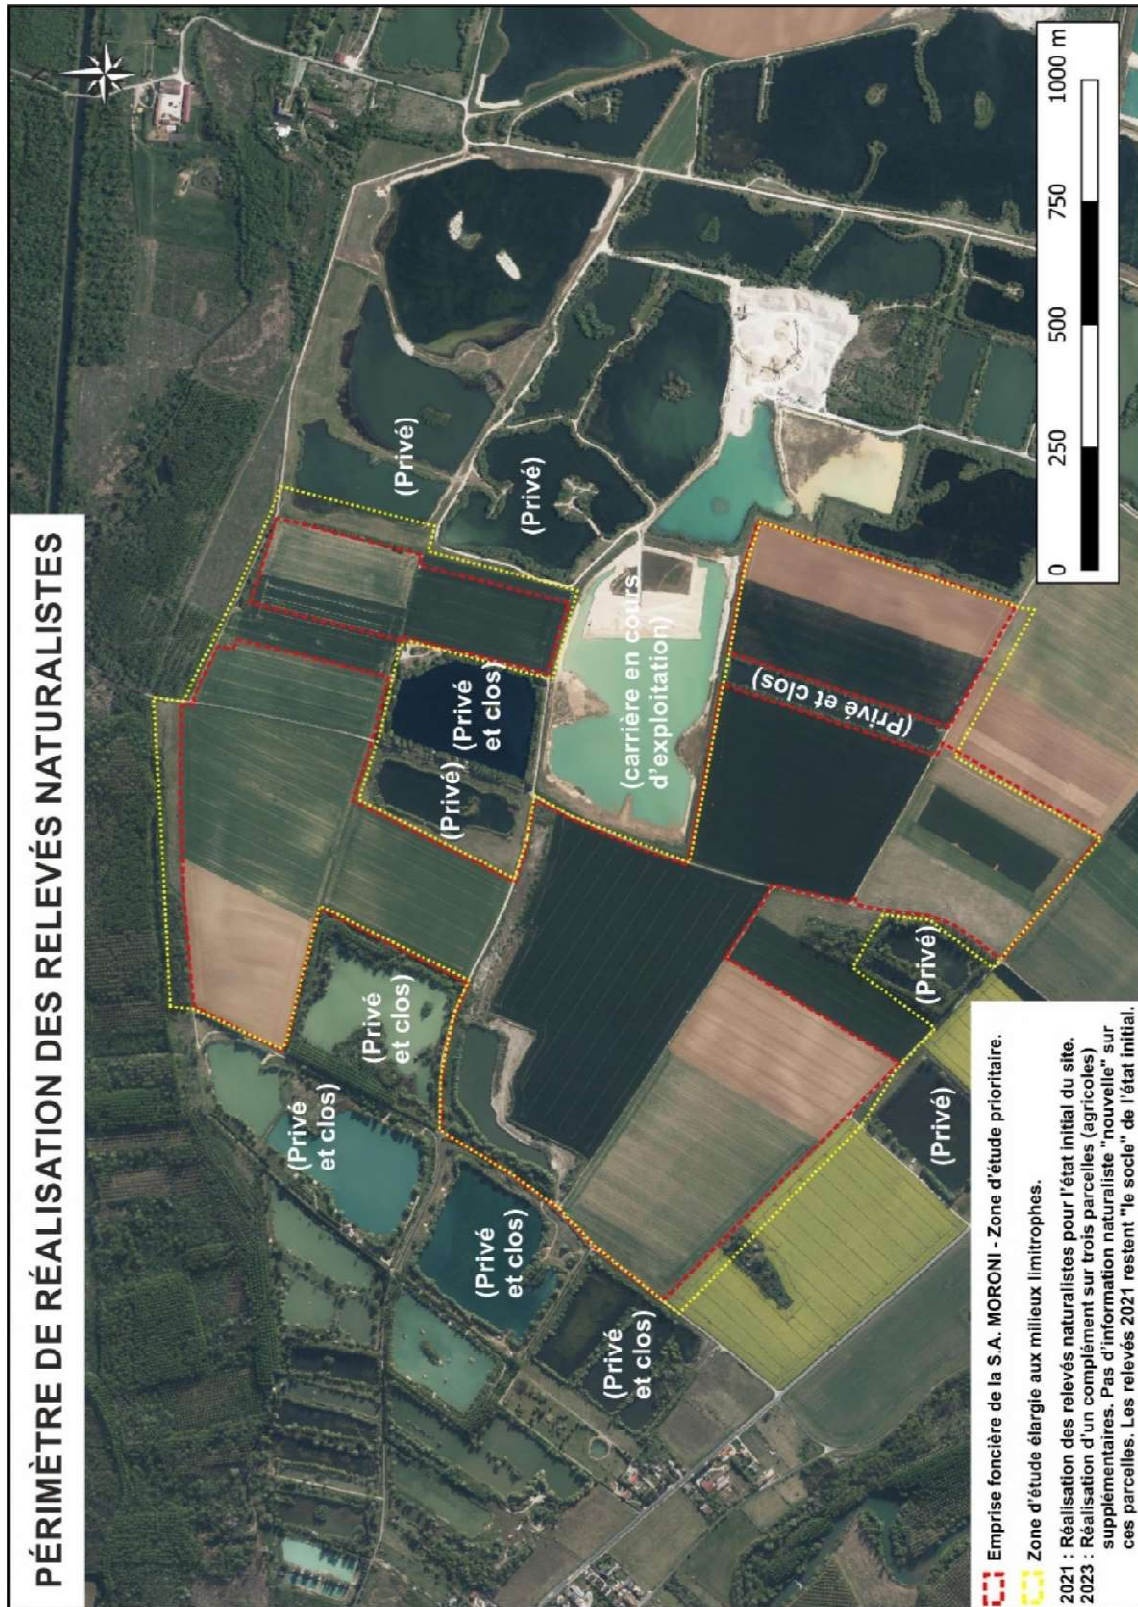 PÉRIMÈTRE DE RÉALISATION DES RELEVÉS NATURALISTES
(Privé
et clos)
(Privé
et clos)
(Privé
et clos)
(Privé
et clos)
(Privé)
(Privé
et clos)
(Privé)
(Privé)
(carrière en cours
d'exploitation)
(Privé et clos)
(Privé)
(Privé)
Emprise foncière de la S.A. MORONI - Zone d'étude prioritaire.
Zone d'étude élargie aux milieux limitrophes.
2021 : Réalisation des relevés naturalistes pour l'état initial du site.
2023 : Réalisation d'un complément sur trois parcelles (agricoles)
supplémentaires. Pas d'information naturaliste "nouvelle" sur
ces parcelles. Les relevés 2021 restent "le socle" de l'état initial.
0 250 500 750 1000 m